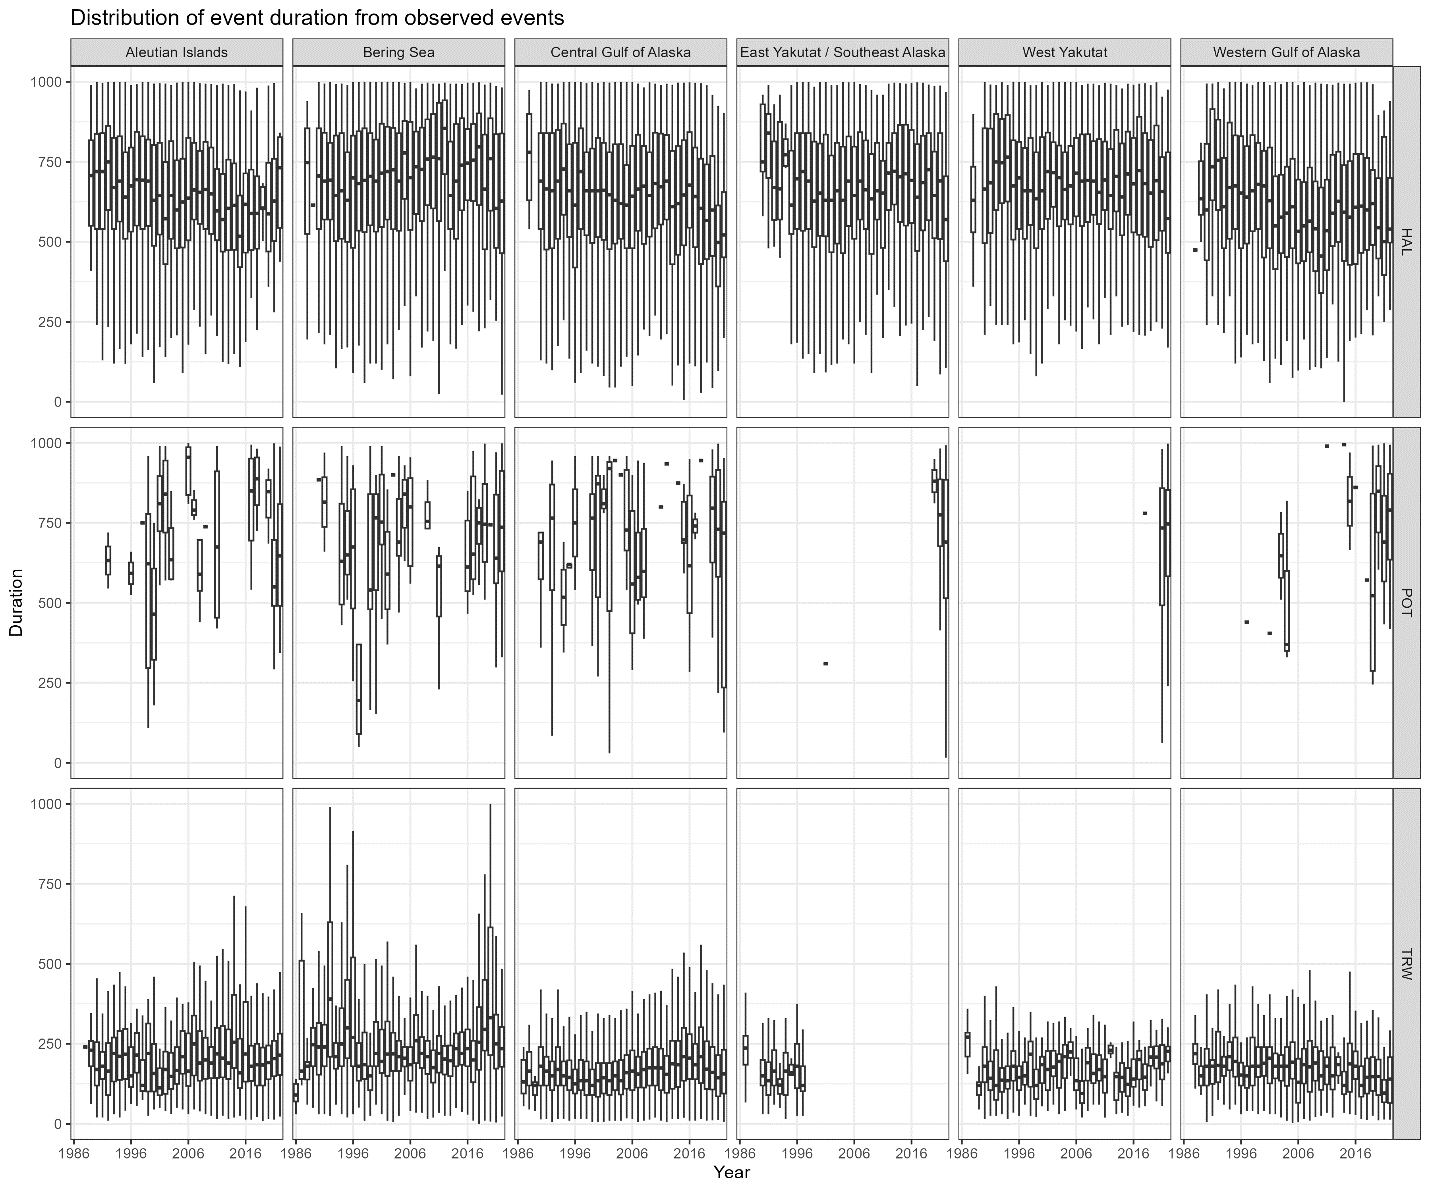 Distribution of event duration from observed events
Aleutian Islands
Bering Sea
Central Gulf of Alaska
East Yakutat / Southeast Alaska
West Yakutat
Western Gulf of Alaska
1000
750
500
250
0
HAL
1000
750
500
250
0
POT
Duration
1000
750
500
250
0
TRW
1986 1996 2006 2016 1986 1996 2006 2016 1986 1996 2006 2016 1986 1996 2006 2016 1986 1996 2006 2016 1986 1996 2006 2016
Year